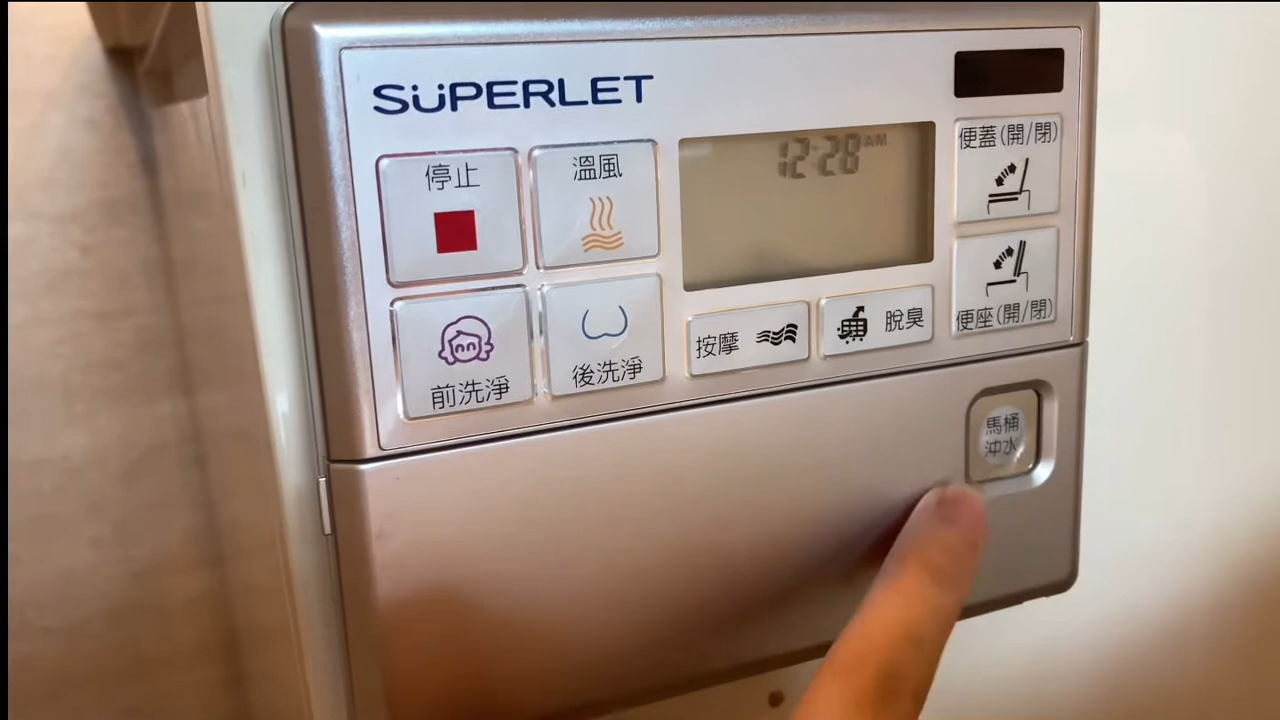 SÜPERLET
停止
溫風
12:28 AM
便蓋(開/閉)
前洗淨
後洗淨
按摩
脫臭
便座(開/閉)
馬桶
沖水